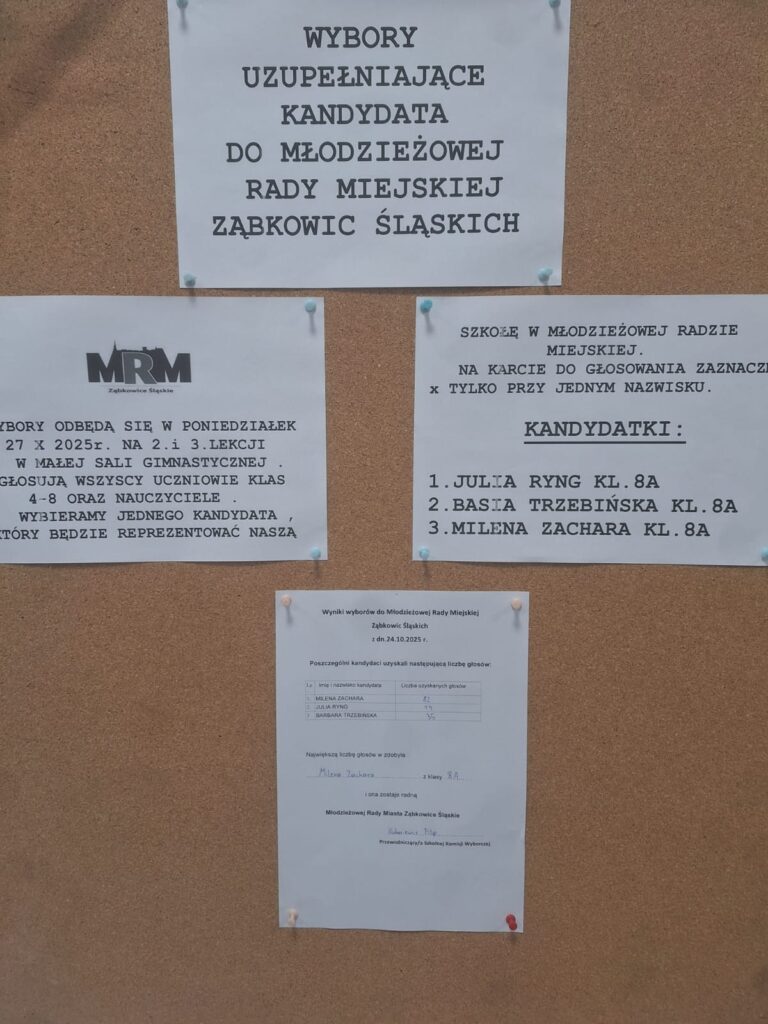 WYBORY
UZUPEŁNIAJĄCE
KANDYDATA
DO MŁODZIEŻOWEJ
RADY MIEJSKIEJ
ZĄBKOWIC ŚLĄSKICH
MRM
Ząbkowice Śląskie
YBORY ODBĘDĄ SIĘ W PONIEDZIAŁEK
27 X 2025r. NA 2.i 3.LEKCJI
W MAŁEJ SALI GIMNASTYCZNEJ .
GŁOSUJĄ WSZYSCY UCZNIOWIE KLAS
4-8 ORAZ NAUCZYCIELE .
WYBIERAMY JEDNEGO KANDYDATA ,
KTÓRY BĘDZIE REPREZENTOWAĆ NASZĄ
SZKOŁĘ W MŁODZIEŻOWEJ RADZIE
MIEJSKIEJ.
NA KARCIE DO GŁOSOWANIA ZAZNACZ
x TYLKO PRZY JEDNYM NAZWISKU.
KANDYDATKI:
1.JULIA RYNG KL.8A
2.BASIA TRZEBIŃSKA KL.8A
3.MILENA ZACHARA KL.8A
Wyniki wyborów do Młodzieżowej Rady Miejskiej
Ząbkowic Śląskich
z dn.24.10.2025 r.
Poszczególni kandydaci uzyskali następującą liczbę głosów:
Lp Imię i nazwisko kandydata Liczba uzyskanych głosów
1. MILENA ZACHARA 82
2. JULIA RYNG
3. BARBARA TRZEBIŃSKA 35
Największą liczbę głosów w zdobyła
Milena Zachara z klasy 8A
i ona zostaje radną
Młodzieżowej Rady Miasta Ząbkowice Śląskie
Filip
Przewodniczący/a Szkolnej Komisji Wyborczej